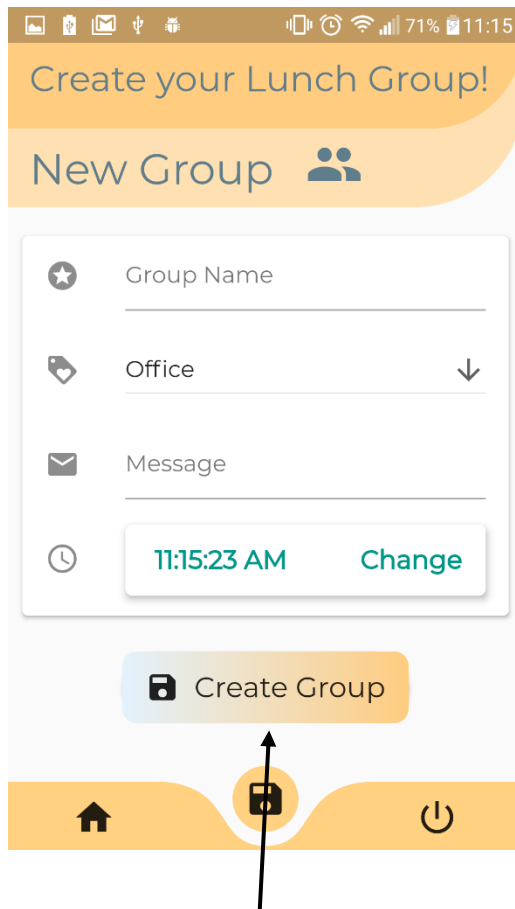 71% 11:15
Create your Lunch Group!
New Group
Group Name
Office
Message
11:15:23 AM Change
Create Group